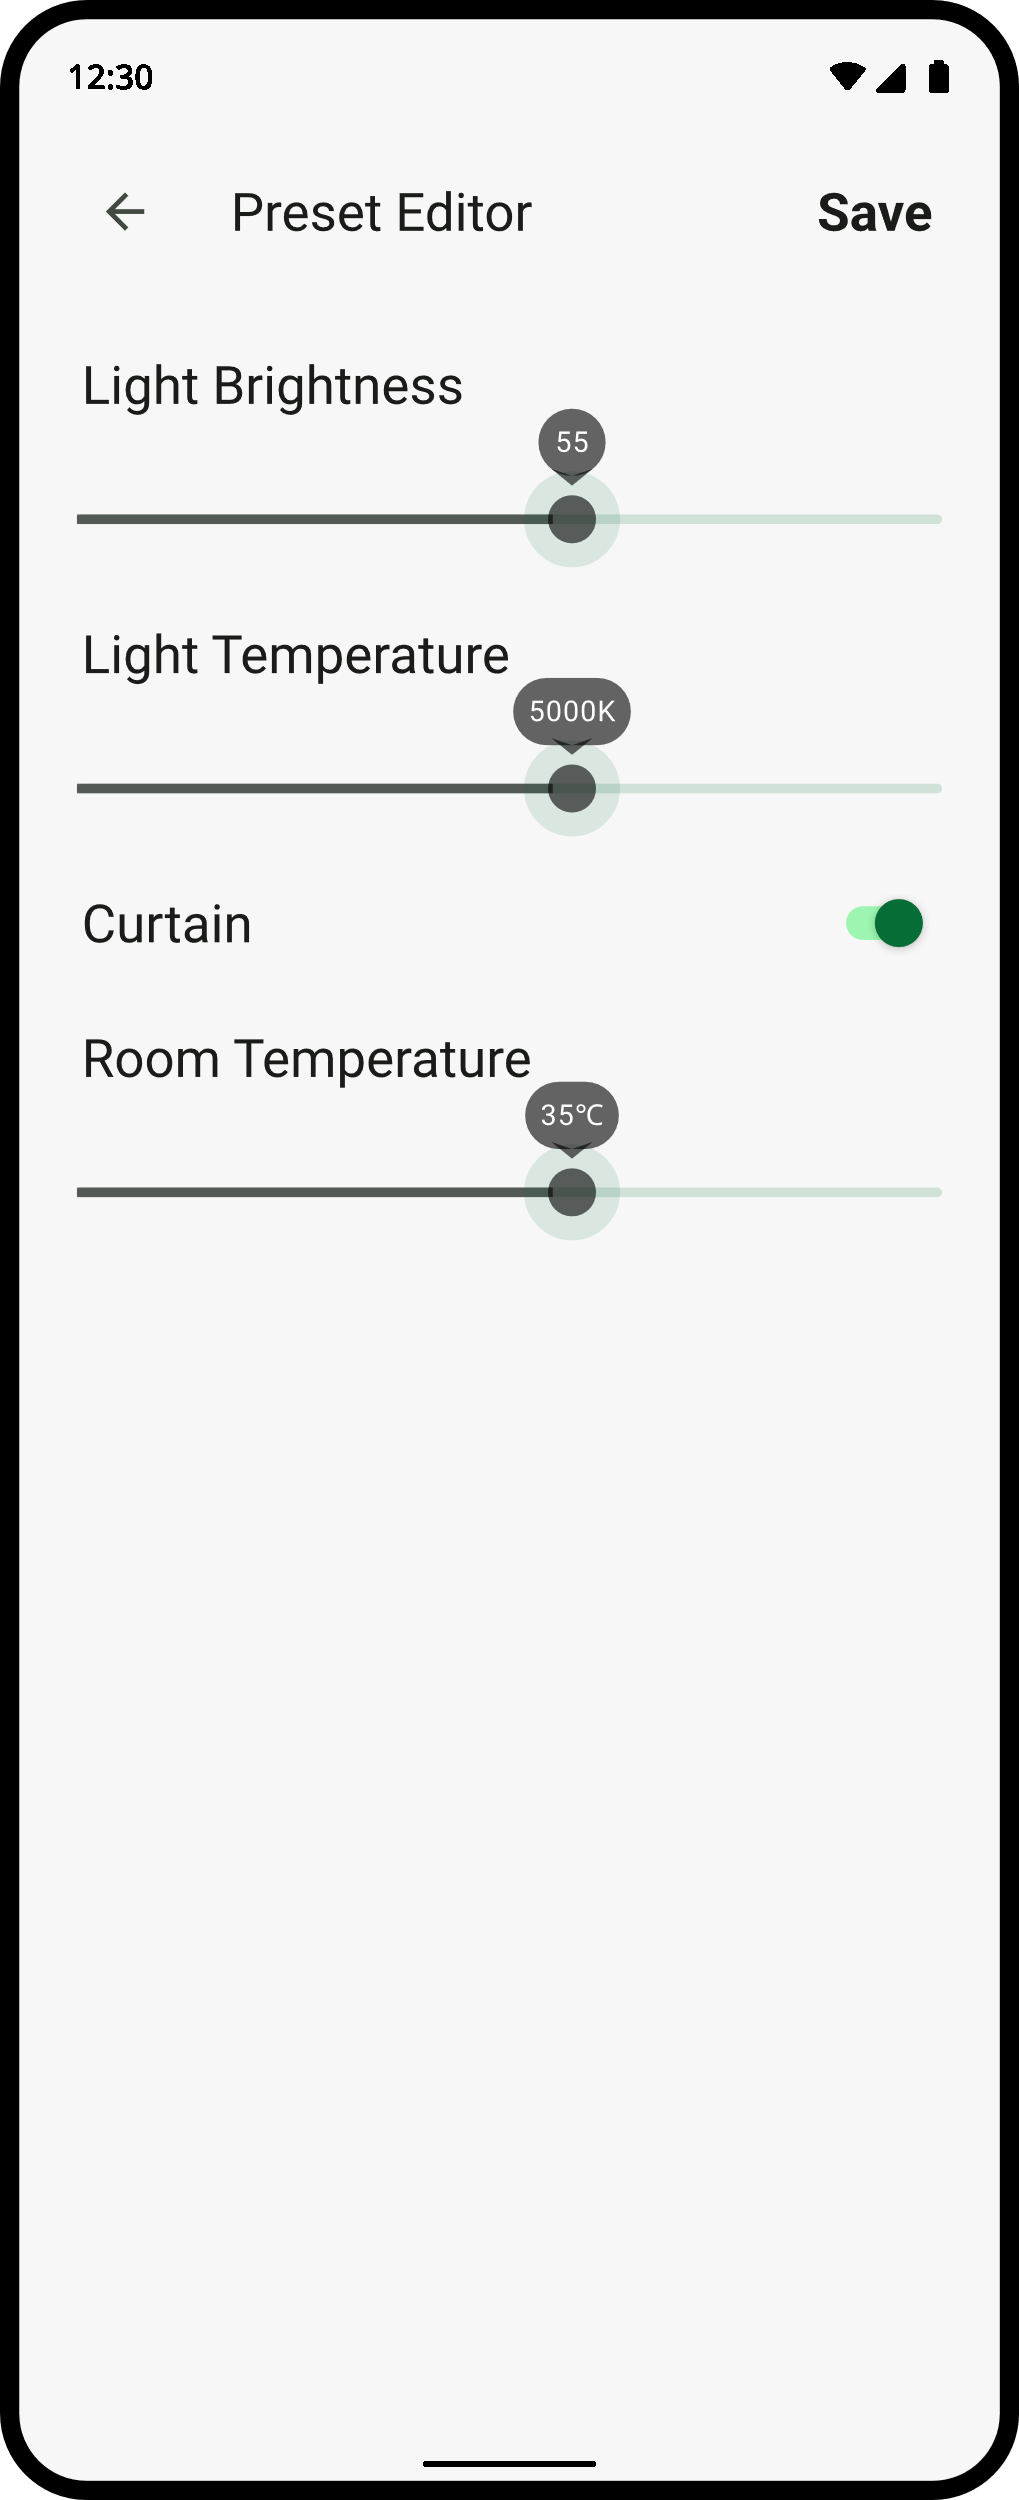 12:30
Preset Editor Save
Light Brightness
55
Light Temperature
5000K
Curtain
Room Temperature
35°C